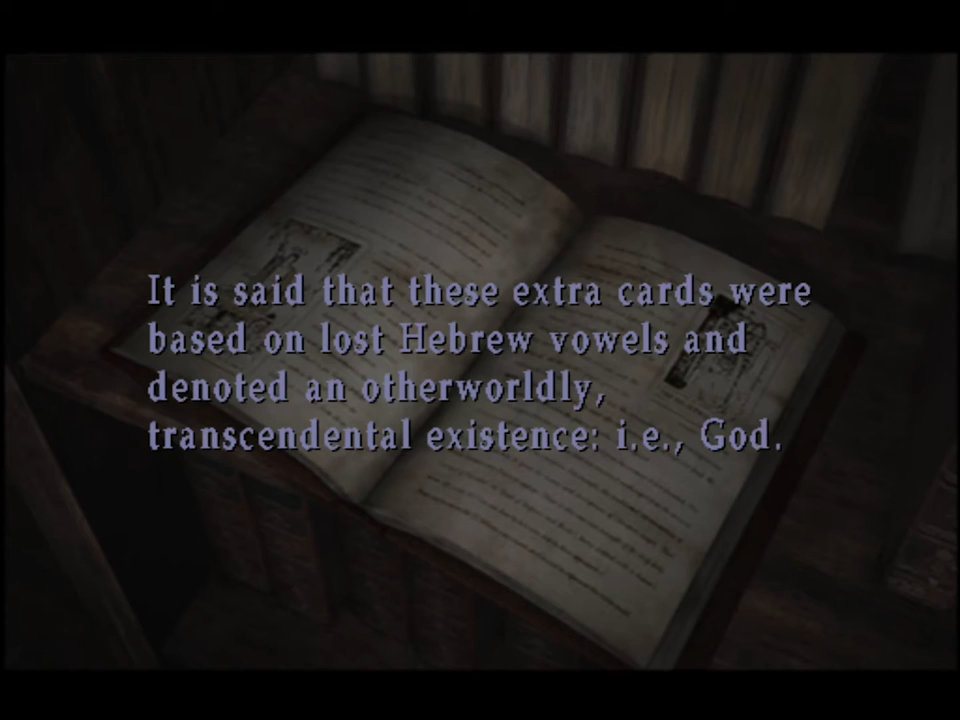 It is said that these extra cards were
based on lost Hebrew vowels and
denoted an otherworldly,
transcendental existence: i.e., God.